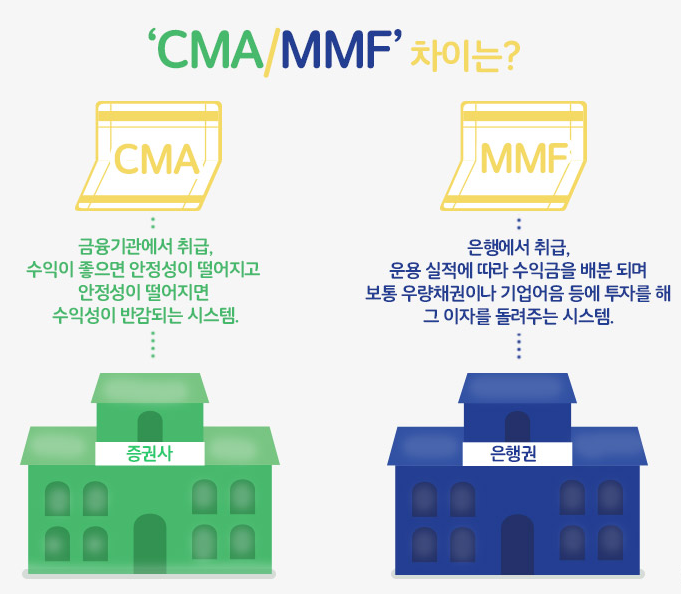 ‘CMA/MMF’ 차이는?
CMA
금융기관에서 취급,
수익이 좋으면 안정성이 떨어지고
안정성이 떨어지면
수익성이 반감되는 시스템.
증권사
MMF
은행에서 취급,
운용 실적에 따라 수익금을 배분 되며
보통 우량채권이나 기업어음 등에 투자를 해
그 이자를 돌려주는 시스템.
은행권